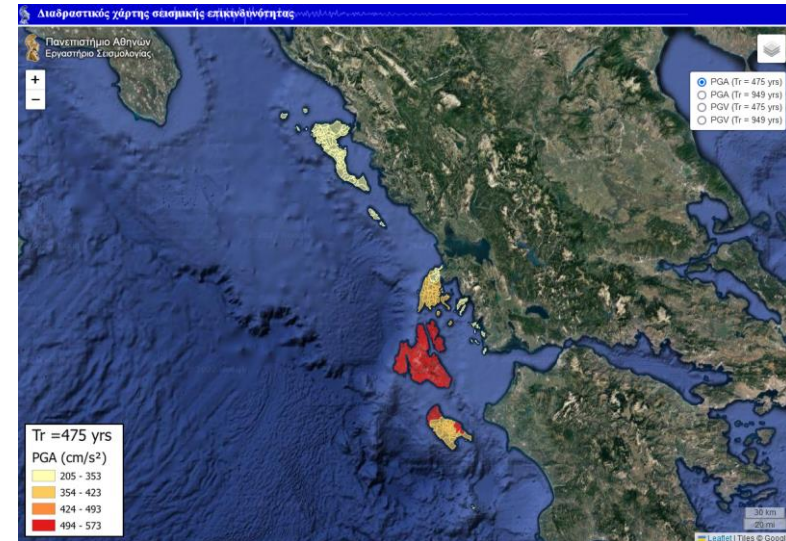 Διαδραστικός χάρτης σεισμικής επικινδυνότητας
Πανεπιστήμιο Αθηνών
Εργαστήριο Σεισμολογίας
+
−
PGA (Tr = 475 yrs)
PGA (Tr = 949 yrs)
PGV (Tr = 475 yrs)
PGV (Tr = 949 yrs)
Tr =475 yrs
PGA (cm/s²)
205 - 353
354 - 423
424 - 493
494 - 573
30 km
20 mi
Leaflet | Tiles © Googl